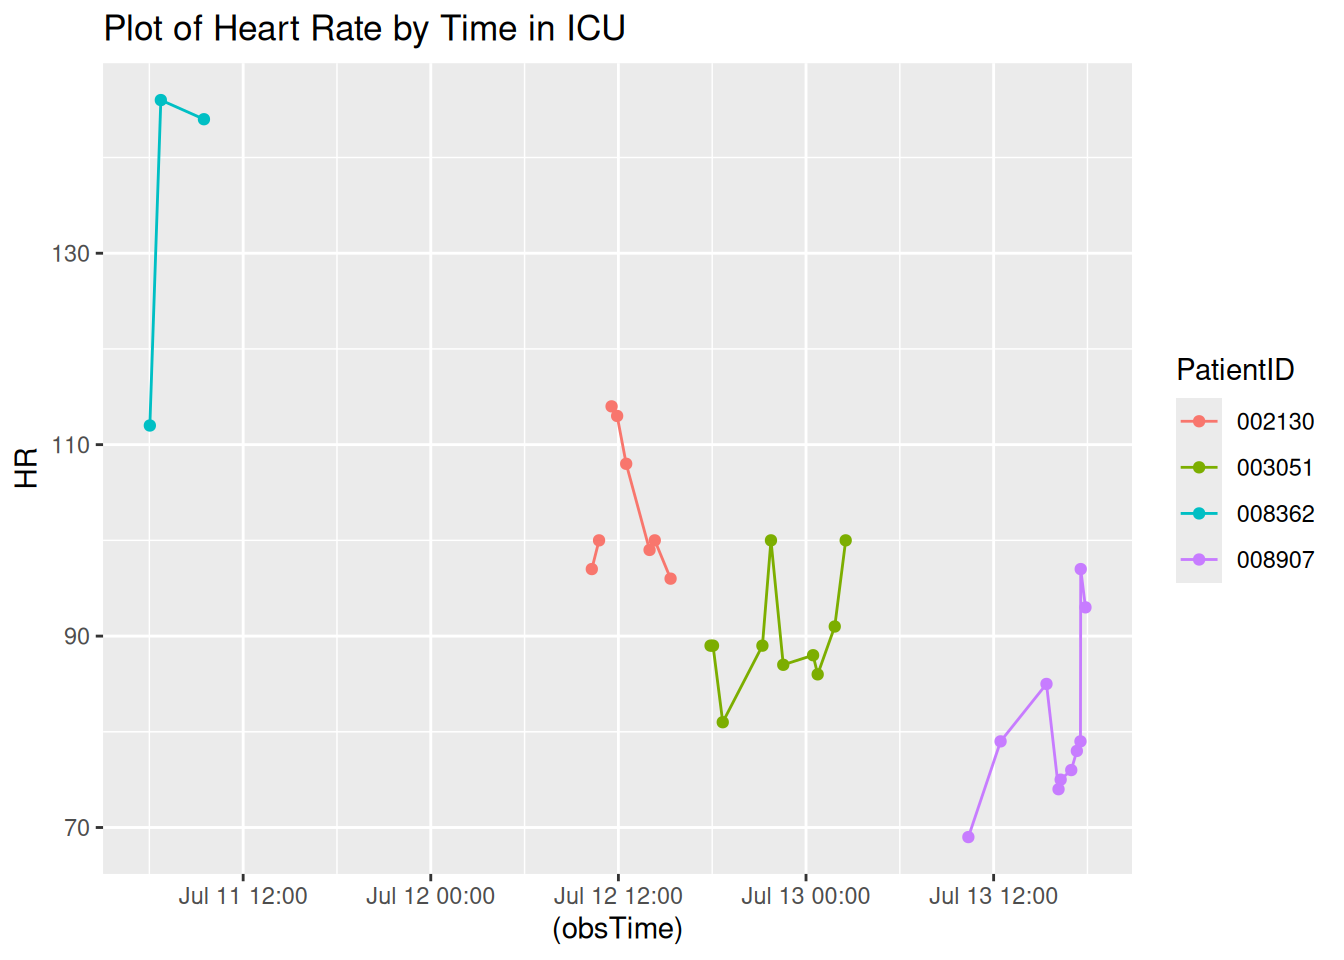 Plot of Heart Rate by Time in ICU
HR
130
110
90
70
Jul 11 12:00 Jul 12 00:00 Jul 12 12:00 Jul 13 00:00 Jul 13 12:00
(obsTime)
PatientID
002130
003051
008362
008907